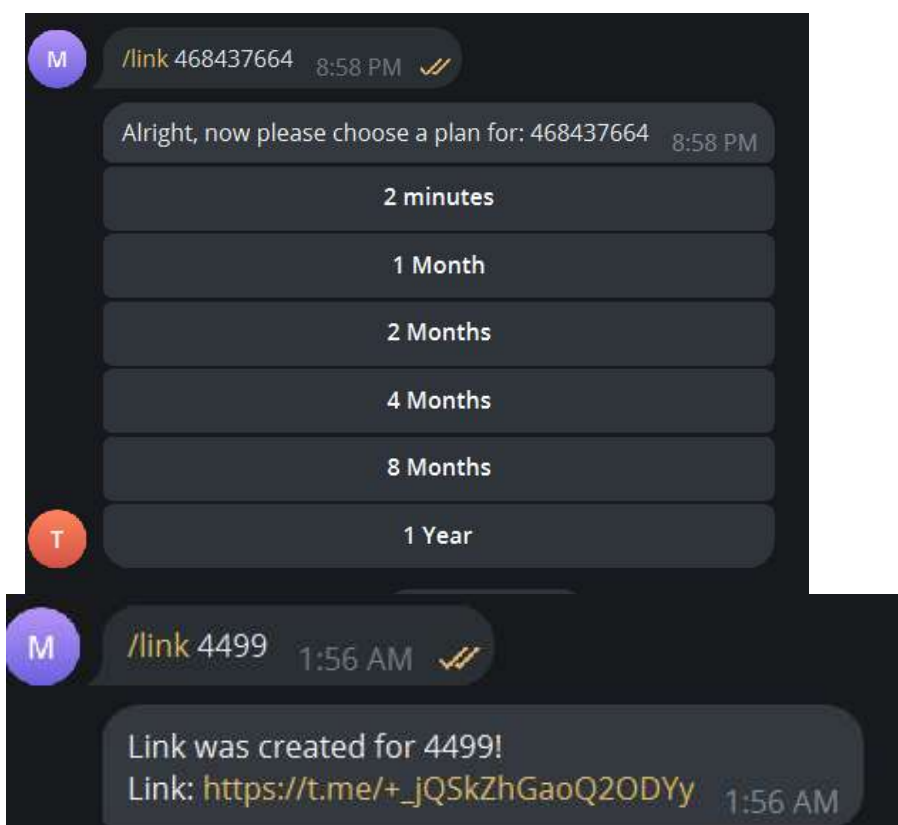 M
/link 468437664 8:58 PM
Alright, now please choose a plan for: 468437664 8:58 PM
2 minutes
1 Month
2 Months
4 Months
8 Months
T
1 Year
M
/link 4499 1:56 AM
Link was created for 4499!
Link: https://t.me/+_jQSkZhGaoQ2ODYy 1:56 AM